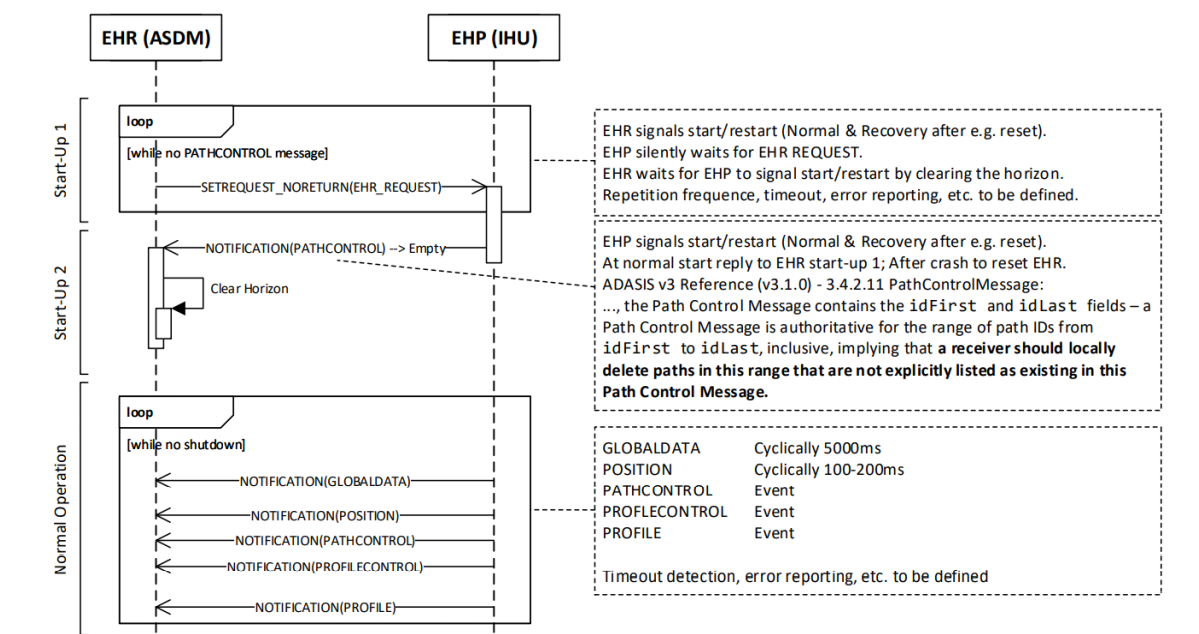 EHR (ASDM)
EHP (IHU)
Start-Up 1
loop
[while no PATHCONTROL message]
SETREQUEST_NORETURN(EHR_REQUEST)
EHR signals start/restart (Normal & Recovery after e.g. reset).
EHP silently waits for EHR REQUEST.
EHR waits for EHP to signal start/restart by clearing the horizon.
Repetition frequence, timeout, error reporting, etc. to be defined.
Start-Up 2
NOTIFICATION(PATHCONTROL) --> Empty
Clear Horizon
EHP signals start/restart (Normal & Recovery after e.g. reset).
At normal start reply to EHR start-up 1; After crash to reset EHR.
ADASIS v3 Reference (v3.1.0) - 3.4.2.11 PathControlMessage:
..., the Path Control Message contains the idFirst and idLast fields – a
Path Control Message is authoritative for the range of path IDs from
idFirst to idLast, inclusive, implying that a receiver should locally
delete paths in this range that are not explicitly listed as existing in this
Path Control Message.
Normal Operation
loop
[while no shutdown]
NOTIFICATION(GLOBALDATA)
NOTIFICATION(POSITION)
NOTIFICATION(PATHCONTROL)
NOTIFICATION(PROFILECONTROL)
NOTIFICATION(PROFILE)
GLOBALDATA Cyclically 5000ms
POSITION Cyclically 100-200ms
PATHCONTROL Event
PROFLECONTROL Event
PROFILE Event
Timeout detection, error reporting, etc. to be defined